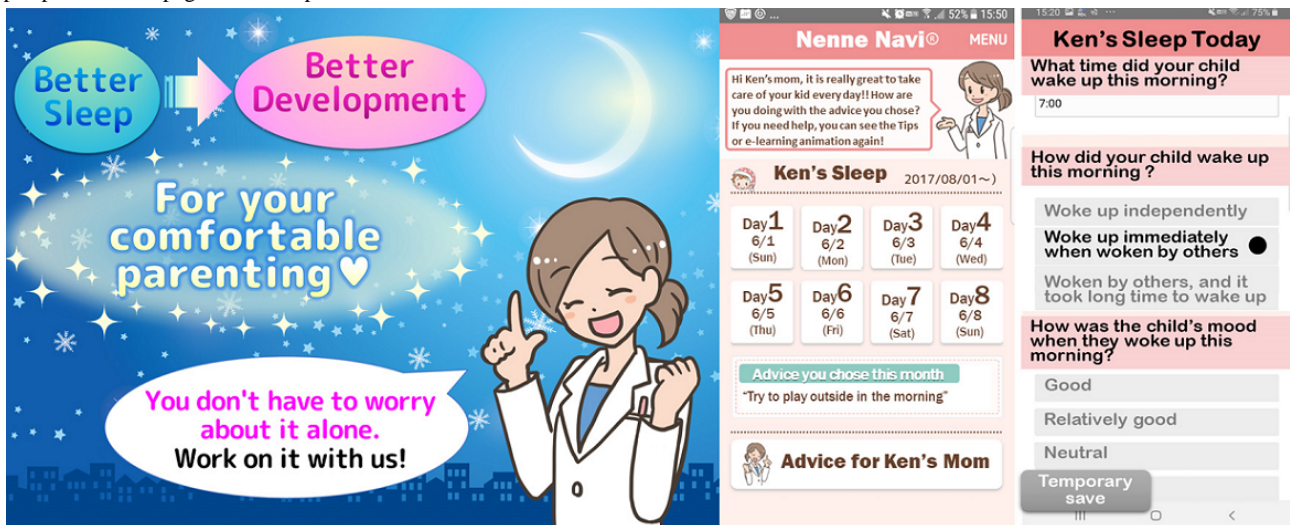 Better
Sleep
Better
Development
For your
comfortable
parenting♥
You don't have to worry
about it alone.
Work on it with us!
52% 15:50
Nenne Navi® MENU
Hi Ken's mom, it is really great to take
care of your kid every day!! How are
you doing with the advice you chose?
If you need help, you can see the Tips
or e-learning animation again!
Ken's Sleep 2017/08/01~)
Day1 Day2 Day3 Day4
6/1 6/2 6/3 6/4
(Sun) (Mon) (Tue) (Wed)
Day5 Day6 Day7 Day8
6/5 6/6 6/7 6/8
(Thu) (Fri) (Sat) (Sun)
Advice you chose this month
"Try to play outside in the morning"
Advice for Ken's Mom
15:20 75%
Ken's Sleep Today
What time did your child
wake up this morning?
7:00
How did your child wake up
this morning ?
Woke up independently
Woke up immediately
when woken by others
Woken by others, and it
took long time to wake up
How was the child's mood
when they woke up this
morning?
Good
Relatively good
Neutral
Temporary
save